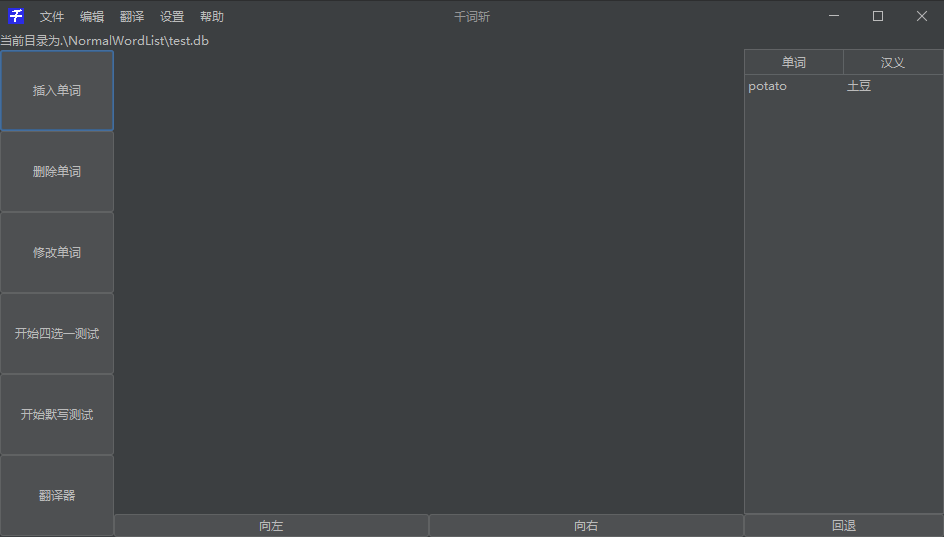 千 文件 编辑 翻译 设置 帮助 千词斩
当前目录为.\NormalWordList\test.db
插入单词
删除单词
修改单词
开始四选一测试
开始默写测试
翻译器
单词 汉义
potato 土豆
向左 向右 回退